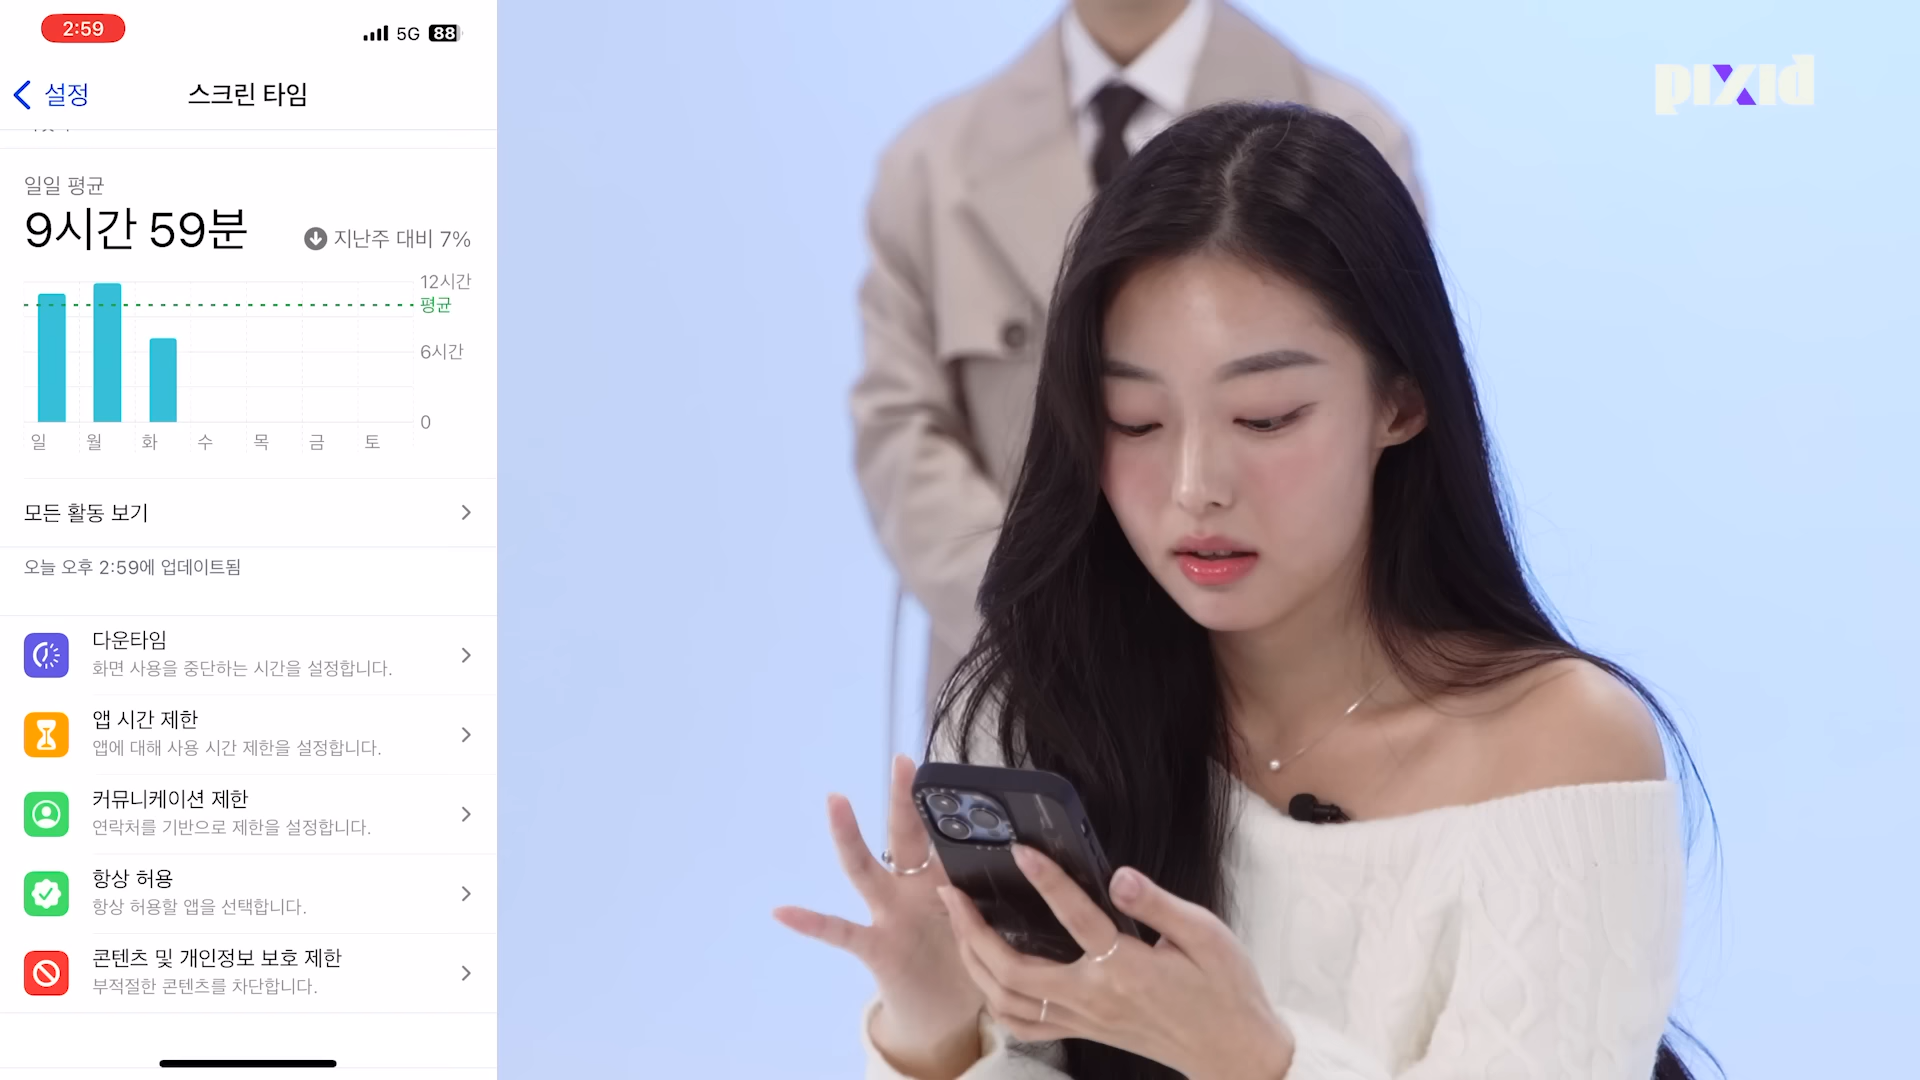 2:59
5G 88
설정
스크린 타임
일일 평균
9시간 59분
지난주 대비 7%
12시간
평균
6시간
0
일 월 화 수 목 금 토
모든 활동 보기
오늘 오후 2:59에 업데이트됨
다운타임
화면 사용을 중단하는 시간을 설정합니다.
앱 시간 제한
앱에 대해 사용 시간 제한을 설정합니다.
커뮤니케이션 제한
연락처를 기반으로 제한을 설정합니다.
항상 허용
항상 허용할 앱을 선택합니다.
콘텐츠 및 개인정보 보호 제한
부적절한 콘텐츠를 차단합니다.
pixid